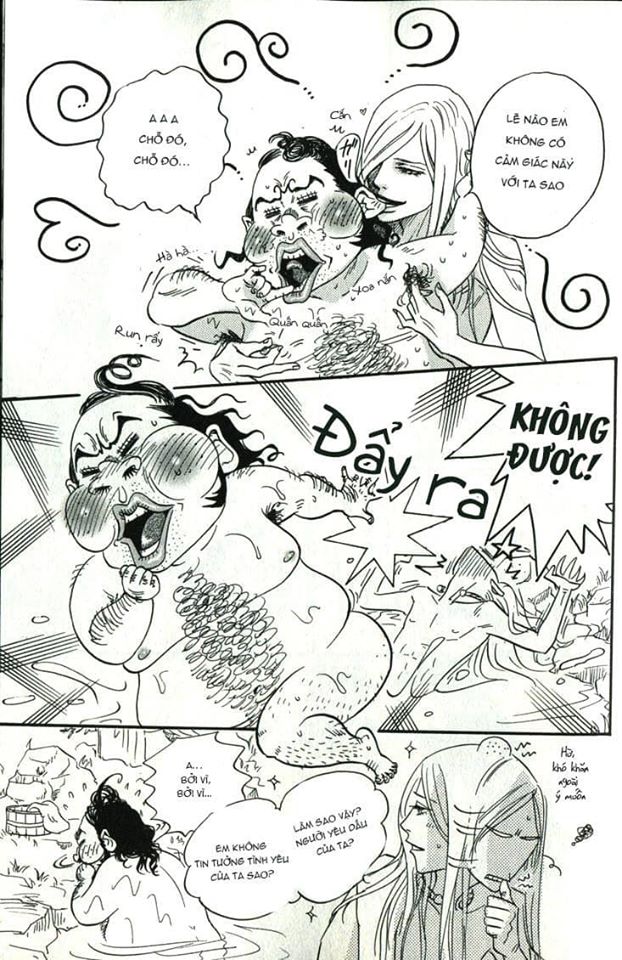 LẼ NÀO EM
KHÔNG CÓ
CẢM GIÁC NÀY
VỚI TA SAO
Cắn
A A A
CHỖ ĐÓ,
CHỖ ĐÓ...
Hà hà...
Xoa nắn
Quấn quấn
Run rẩy
KHÔNG
ĐƯỢC!
Đẩy ra
Hừ,
khó khăn
ngoài
ý muốn
LÀM SAO VẬY?
NGƯỜI YÊU DẤU
CỦA TA?
EM KHÔNG
TIN TƯỞNG TÌNH YÊU
CỦA TA SAO?
A...
BỞI VÌ,
BỞI VÌ...